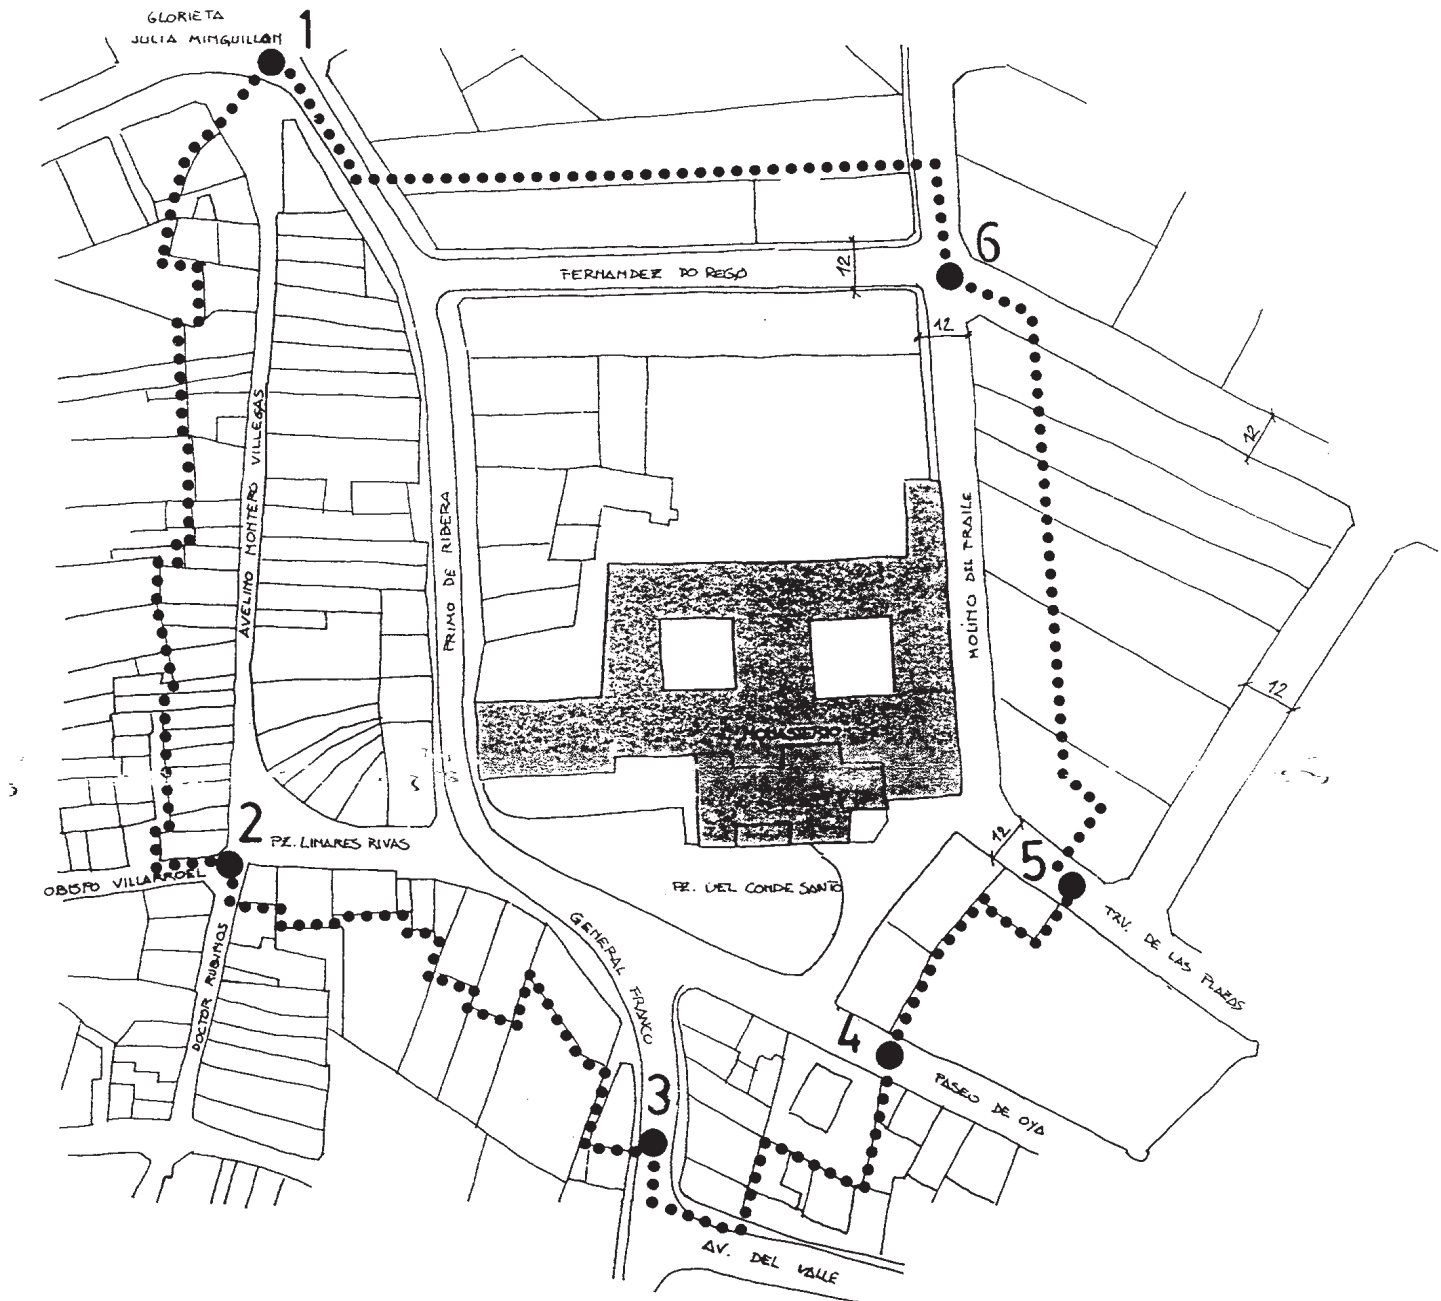 GLORIETA
JULIA MINGUILLAN
1
6
FERNANDEZ DO REGO
12
12
12
AVELINO MONTERO VILLEGAS
PRIMO DE RIBERA
MOLINO DEL FRAILE
12
MONASTERIO
12
2
PZ. LINARES RIVAS
5
OBISPO VILLARROEL
PZ. DEL CONDE SANTO
TRV. DE LAS PLAZAS
GENERAL FRANCO
DOCTOR RUBINOS
4
PASEO DE OYA
3
AV. DEL VALLE